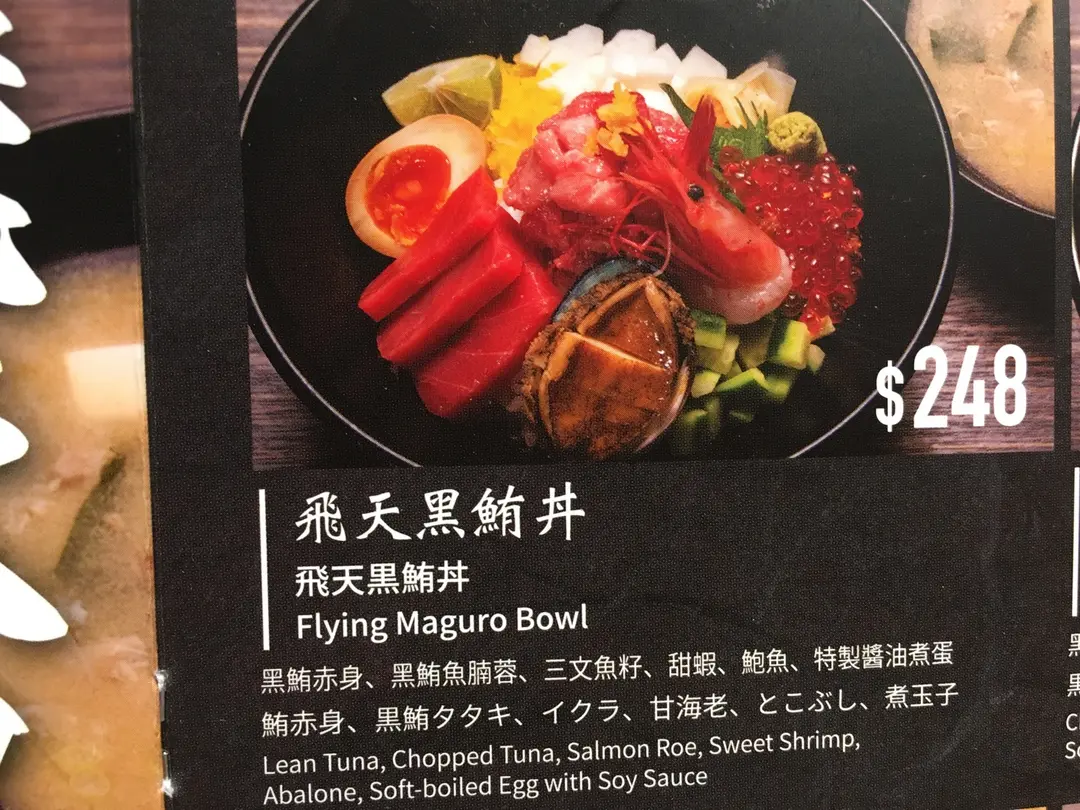 $248
飛天黒鮪丼
飛天黒鮪丼
Flying Maguro Bowl
黑鮪赤身、黑鮪魚腩蓉、三文魚籽、甜蝦、鮑魚、特製醬油煮蛋
鮪赤身、黒鮪タタキ、イクラ、甘海老、とこぶし、煮玉子
Lean Tuna, Chopped Tuna, Salmon Roe, Sweet Shrimp,
Abalone, Soft-boiled Egg with Soy Sauce